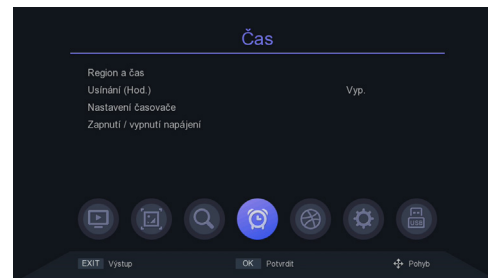 Čas
Region a čas
Usínání (Hod.) Vyp.
Nastavení časovače
Zapnutí / vypnutí napájení
USB
EXIT Výstup OK Potvrdit Pohyb